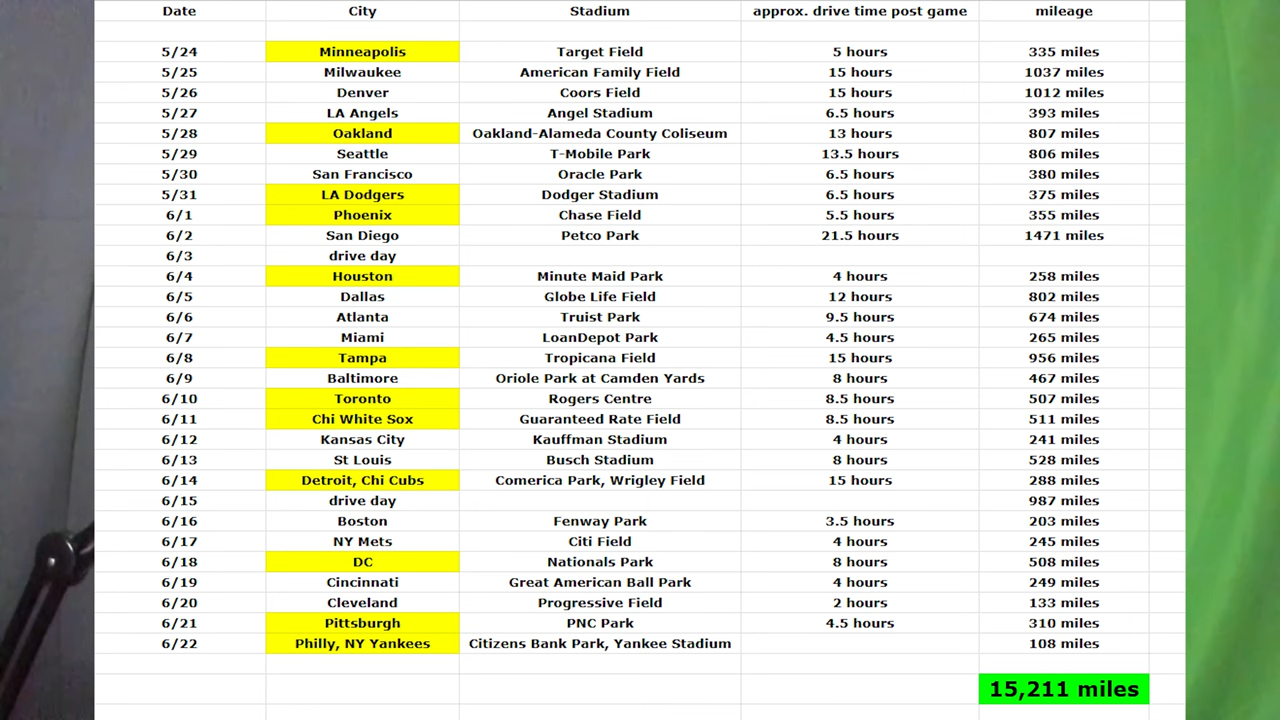 Date City Stadium approx. drive time post game mileage
5/24 Minneapolis Target Field 5 hours 335 miles
5/25 Milwaukee American Family Field 15 hours 1037 miles
5/26 Denver Coors Field 15 hours 1012 miles
5/27 LA Angels Angel Stadium 6.5 hours 393 miles
5/28 Oakland Oakland-Alameda County Coliseum 13 hours 807 miles
5/29 Seattle T-Mobile Park 13.5 hours 806 miles
5/30 San Francisco Oracle Park 6.5 hours 380 miles
5/31 LA Dodgers Dodger Stadium 6.5 hours 375 miles
6/1 Phoenix Chase Field 5.5 hours 355 miles
6/2 San Diego Petco Park 21.5 hours 1471 miles
6/3 drive day
6/4 Houston Minute Maid Park 4 hours 258 miles
6/5 Dallas Globe Life Field 12 hours 802 miles
6/6 Atlanta Truist Park 9.5 hours 674 miles
6/7 Miami LoanDepot Park 4.5 hours 265 miles
6/8 Tampa Tropicana Field 15 hours 956 miles
6/9 Baltimore Oriole Park at Camden Yards 8 hours 467 miles
6/10 Toronto Rogers Centre 8.5 hours 507 miles
6/11 Chi White Sox Guaranteed Rate Field 8.5 hours 511 miles
6/12 Kansas City Kauffman Stadium 4 hours 241 miles
6/13 St Louis Busch Stadium 8 hours 528 miles
6/14 Detroit, Chi Cubs Comerica Park, Wrigley Field 15 hours 288 miles
6/15 drive day 987 miles
6/16 Boston Fenway Park 3.5 hours 203 miles
6/17 NY Mets Citi Field 4 hours 245 miles
6/18 DC Nationals Park 8 hours 508 miles
6/19 Cincinnati Great American Ball Park 4 hours 249 miles
6/20 Cleveland Progressive Field 2 hours 133 miles
6/21 Pittsburgh PNC Park 4.5 hours 310 miles
6/22 Philly, NY Yankees Citizens Bank Park, Yankee Stadium 108 miles
15,211 miles